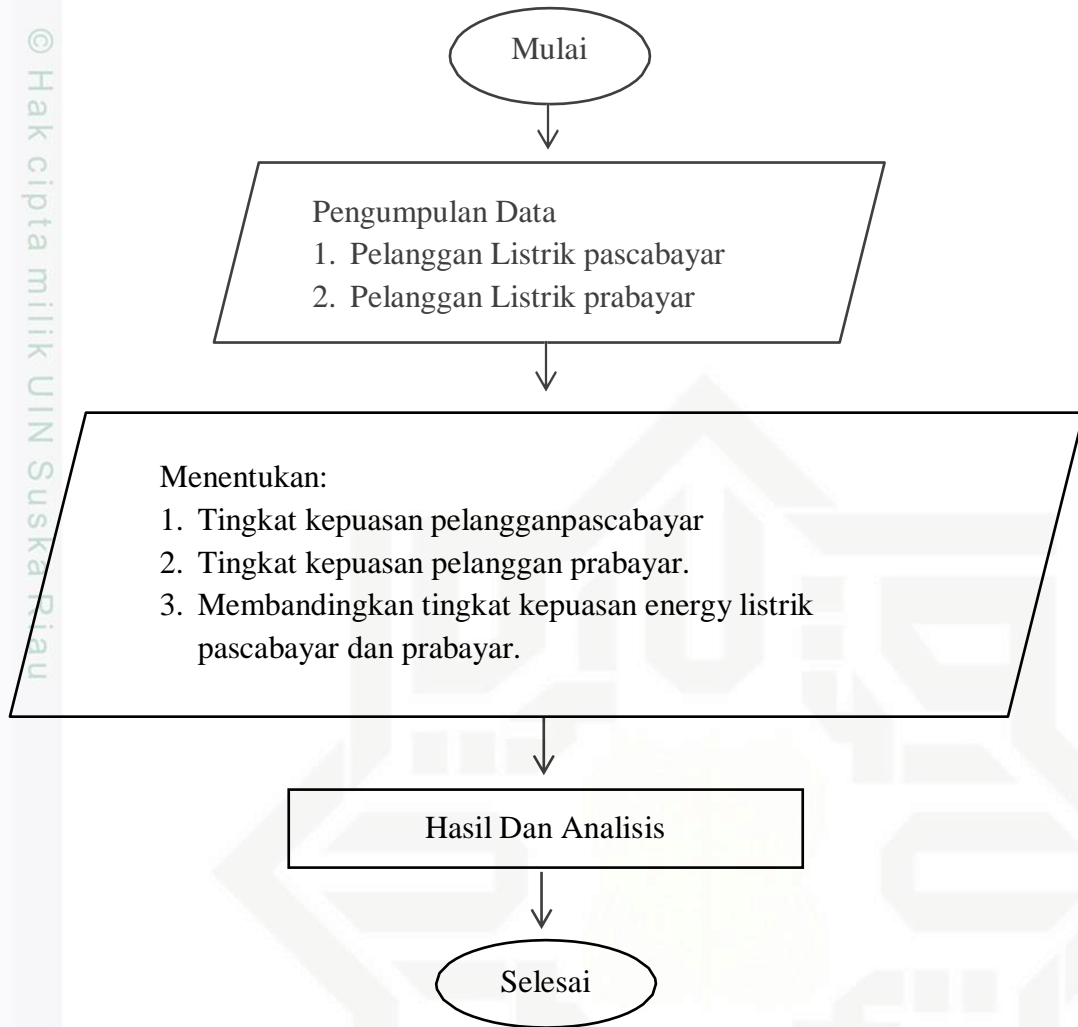 © Hak cipta milik UIN Suska Riau
Mulai
Pengumpulan Data
1. Pelanggan Listrik pascabayar
2. Pelanggan Listrik prabayar
Menentukan:
1. Tingkat kepuasan pelangganpascabayar
2. Tingkat kepuasan pelanggan prabayar.
3. Membandingkan tingkat kepuasan energy listrik
pascabayar dan prabayar.
Hasil Dan Analisis
Selesai